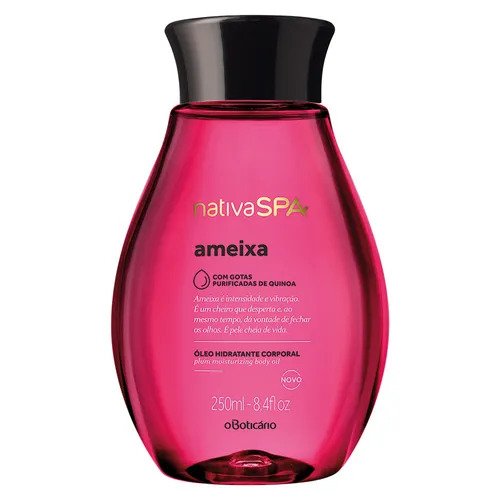 nativaSPA
ameixa
COM GOTAS
PURIFICADAS DE QUINOA
Ameixa é intensidade e vibração.
É um cheiro que desperta e, ao
mesmo tempo, dá vontade de fechar
os olhos. É pele cheia de vida.
ÓLEO HIDRATANTE CORPORAL
plum moisturizing body oil
NOVO
250ml - 8,4fl.oz
oBoticário